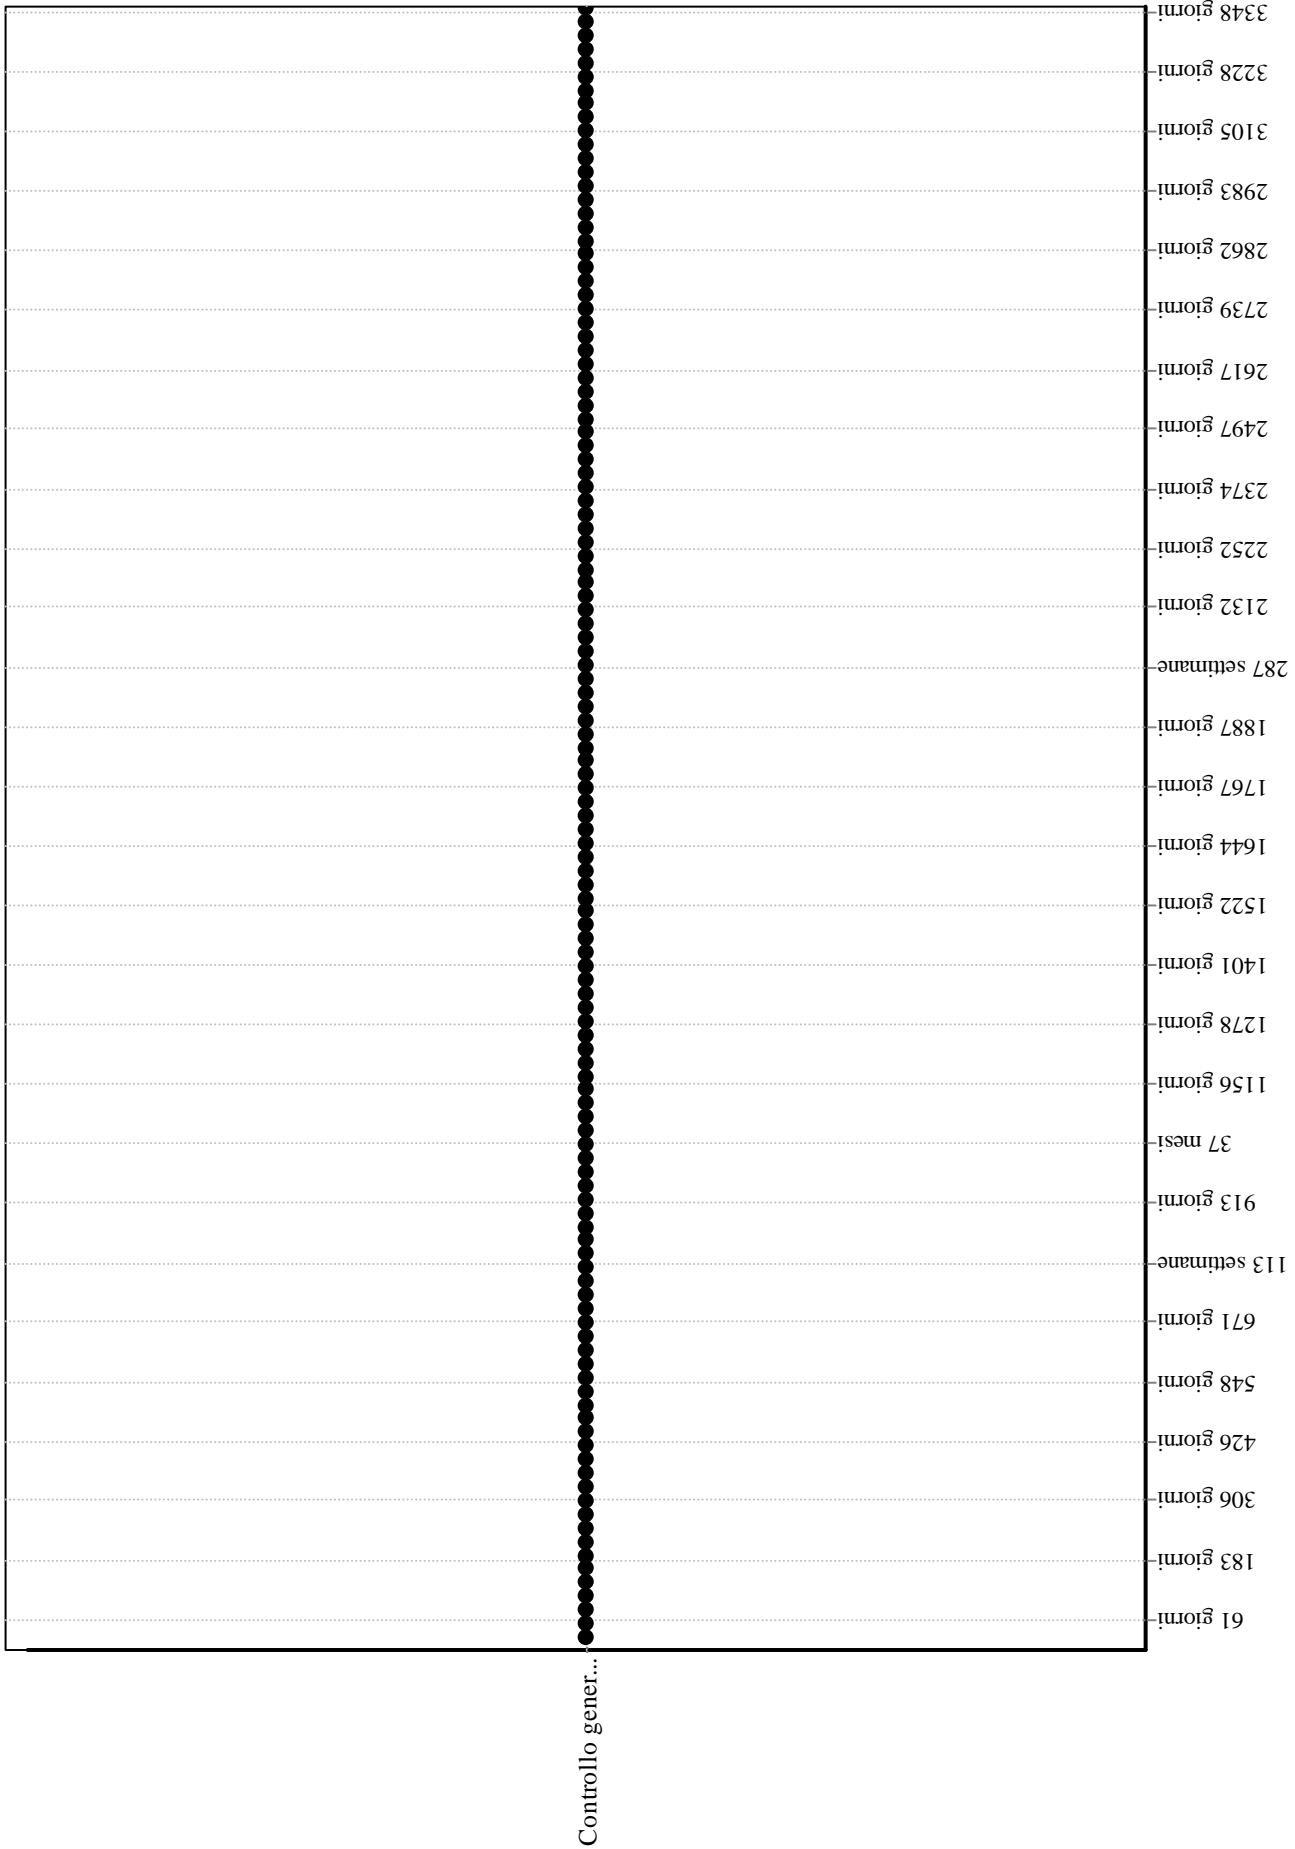 3348 giorni
3228 giorni
3105 giorni
2983 giorni
2862 giorni
2739 giorni
2617 giorni
2497 giorni
2374 giorni
2252 giorni
2132 giorni
287 settimane
1887 giorni
1767 giorni
1644 giorni
1522 giorni
1401 giorni
1278 giorni
1156 giorni
37 mesi
913 giorni
113 settimane
671 giorni
548 giorni
426 giorni
306 giorni
183 giorni
61 giorni
Controllo gener...